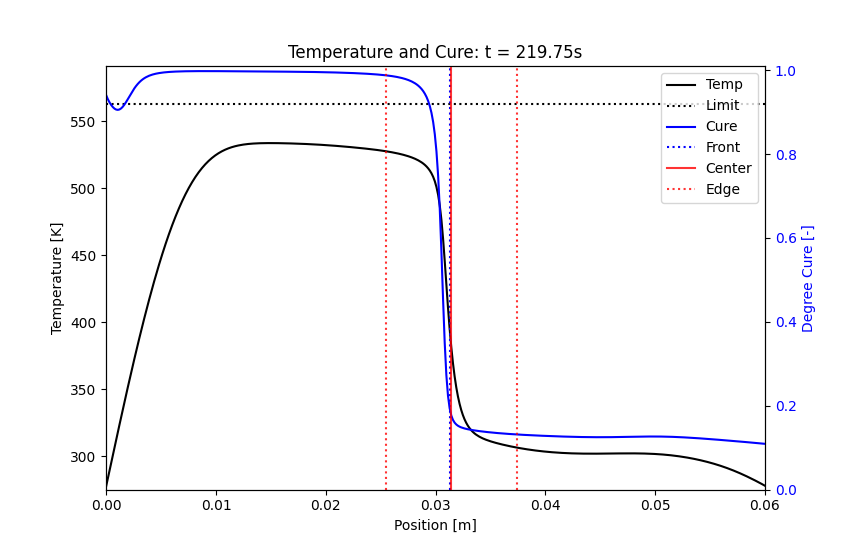 Temperature and Cure: t = 219.75s
Temperature [K]
550
500
450
400
350
300
Temp
Limit
Cure
Front
Center
Edge
1.0
0.8
0.6
0.4
0.2
0.0
Degree Cure [-]
0.00
0.01
0.02
0.03
0.04
0.05
0.06
Position [m]